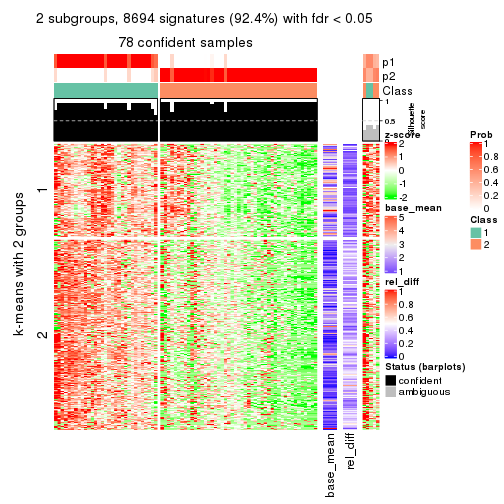 2 subgroups, 8694 signatures (92.4%) with fdr < 0.05
78 confident samples
p1
p2
Class
1
0.5
0
Silhouette
score
k-means with 2 groups
1
2
base_mean
rel_diff
z-score
2
1
0
-1
-2
base_mean
5
4
3
2
1
rel_diff
1
0.8
0.6
0.4
0.2
0
Status (barplots)
confident
ambiguous
Prob
1
0.8
0.6
0.4
0.2
0
Class
1
2